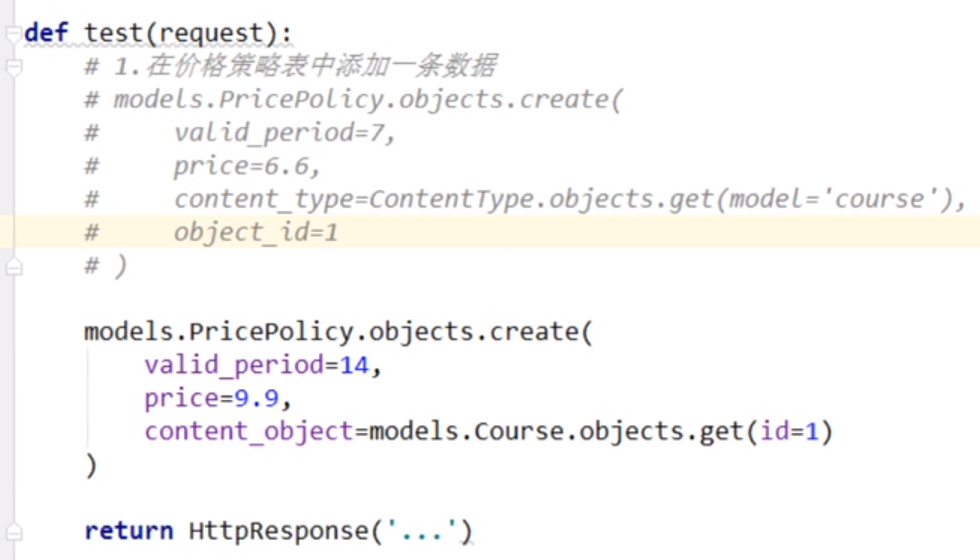 def test(request):
    # 1.在价格策略表中添加一条数据
    # models.PricePolicy.objects.create(
    #     valid_period=7,
    #     price=6.6,
    #     content_type=ContentType.objects.get(model='course'),
    #     object_id=1
    # )
    models.PricePolicy.objects.create(
        valid_period=14,
        price=9.9,
        content_object=models.Course.objects.get(id=1)
    )
    return HttpResponse('...')